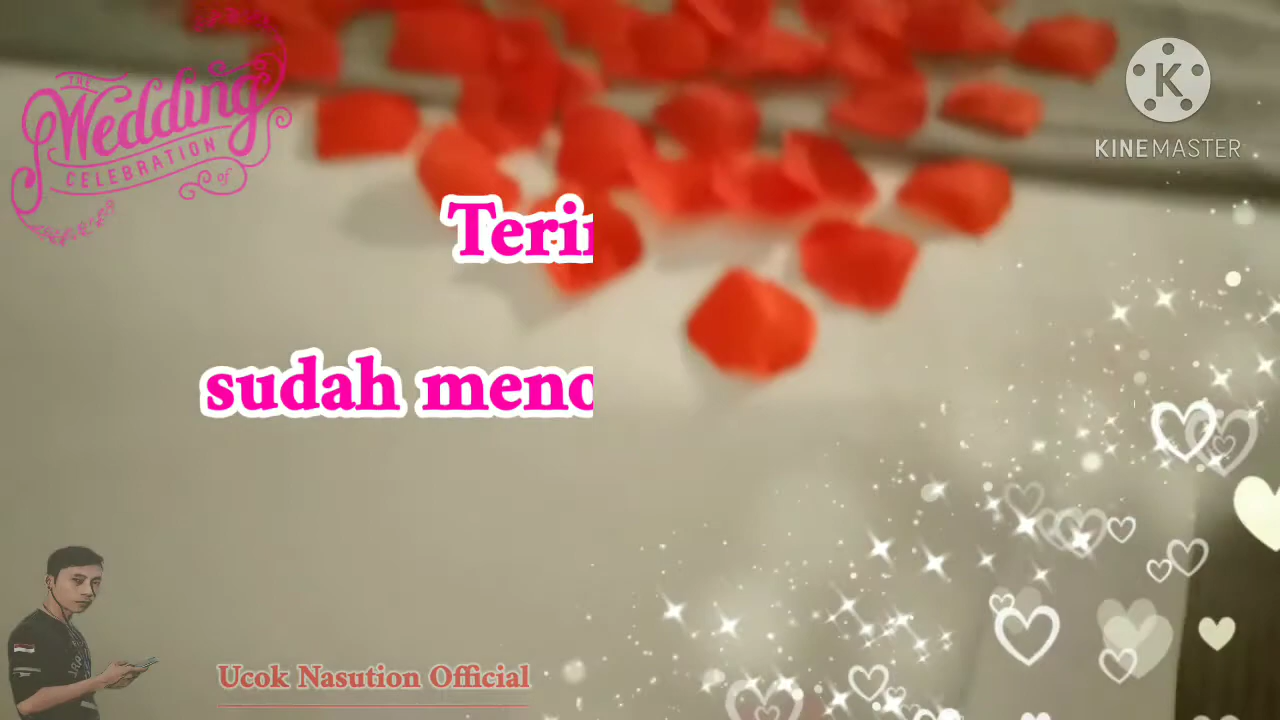 THE
Wedding
CELEBRATION
of
KINEMASTER
Teri
sudah meno
Ucok Nasution Official